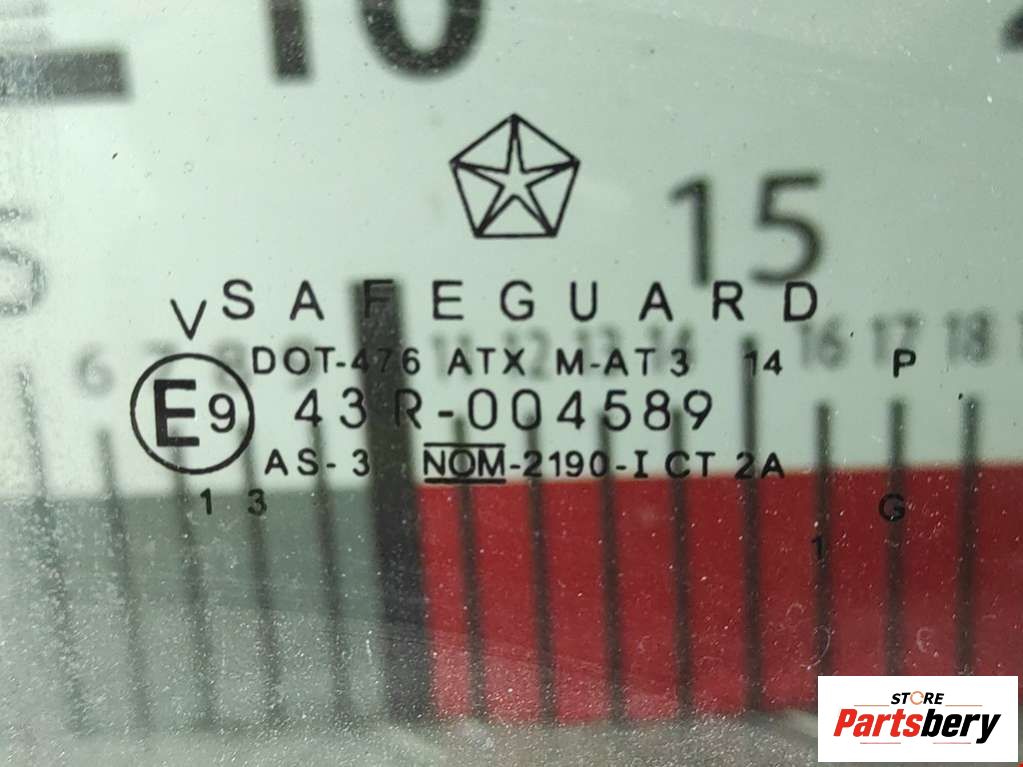 10
15
V SAFEGUARD
6 7 8 9 11 12 13 14 16 17 18
DOT-476 ATX M-AT3 14 P
E9 43R-004589
AS-3 NOM-2190-I CT 2A
1 3 G
1
STORE
Partsbery